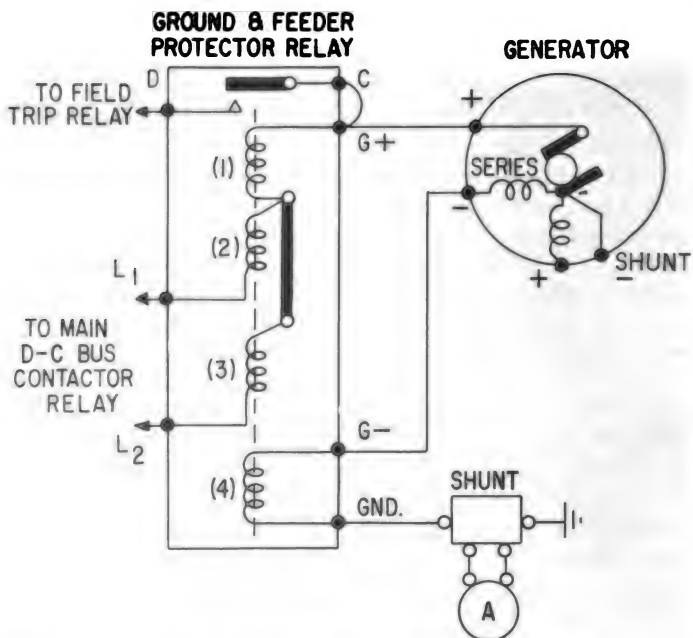 GROUND & FEEDER
PROTECTOR RELAY
GENERATOR
D
C
TO FIELD
TRIP RELAY
G+
+
(1)
SERIES
-
-
(2)
L1
+
-
SHUNT
TO MAIN
D-C BUS
CONTACTOR
RELAY
(3)
L2
G-
(4)
SHUNT
GND.
A